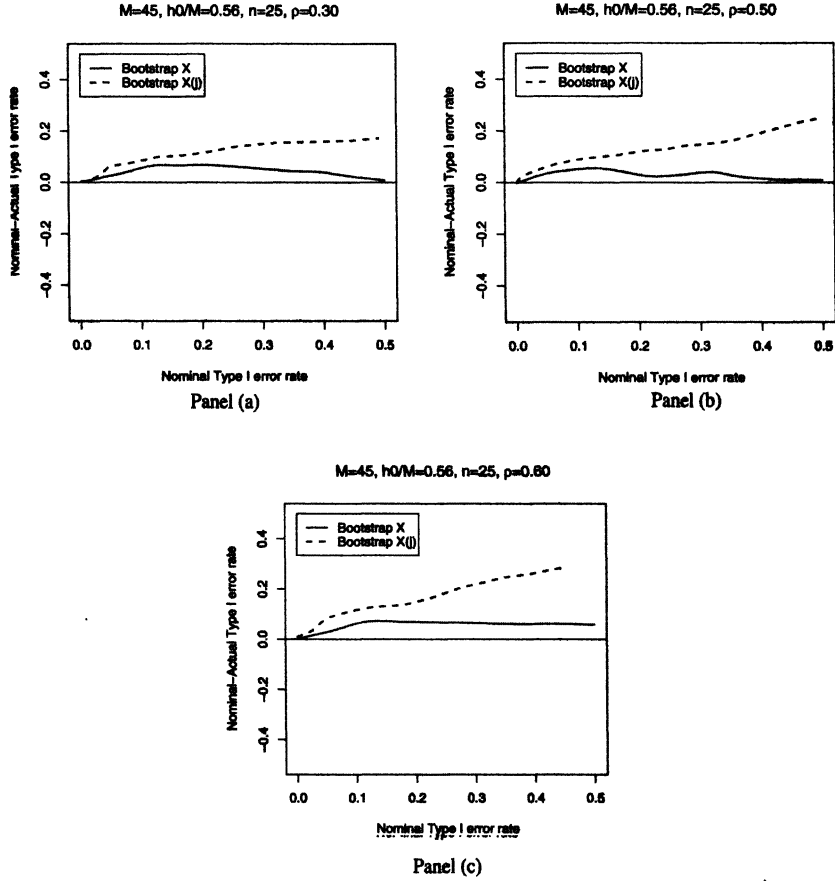 M=45, h0/M=0.56, n=25, ρ=0.30
Bootstrap X
Bootstrap X(j)
Nominal-Actual Type I error rate
0.4
0.2
0.0
-0.2
-0.4
0.0 0.1 0.2 0.3 0.4 0.5
Nominal Type I error rate
Panel (a)
M=45, h0/M=0.56, n=25, ρ=0.50
Bootstrap X
Bootstrap X(j)
Nominal-Actual Type I error rate
0.4
0.2
0.0
-0.2
-0.4
0.0 0.1 0.2 0.3 0.4 0.5
Nominal Type I error rate
Panel (b)
M=45, h0/M=0.56, n=25, ρ=0.60
Bootstrap X
Bootstrap X(j)
Nominal-Actual Type I error rate
0.4
0.2
0.0
-0.2
-0.4
0.0 0.1 0.2 0.3 0.4 0.5
Nominal Type I error rate
Panel (c)